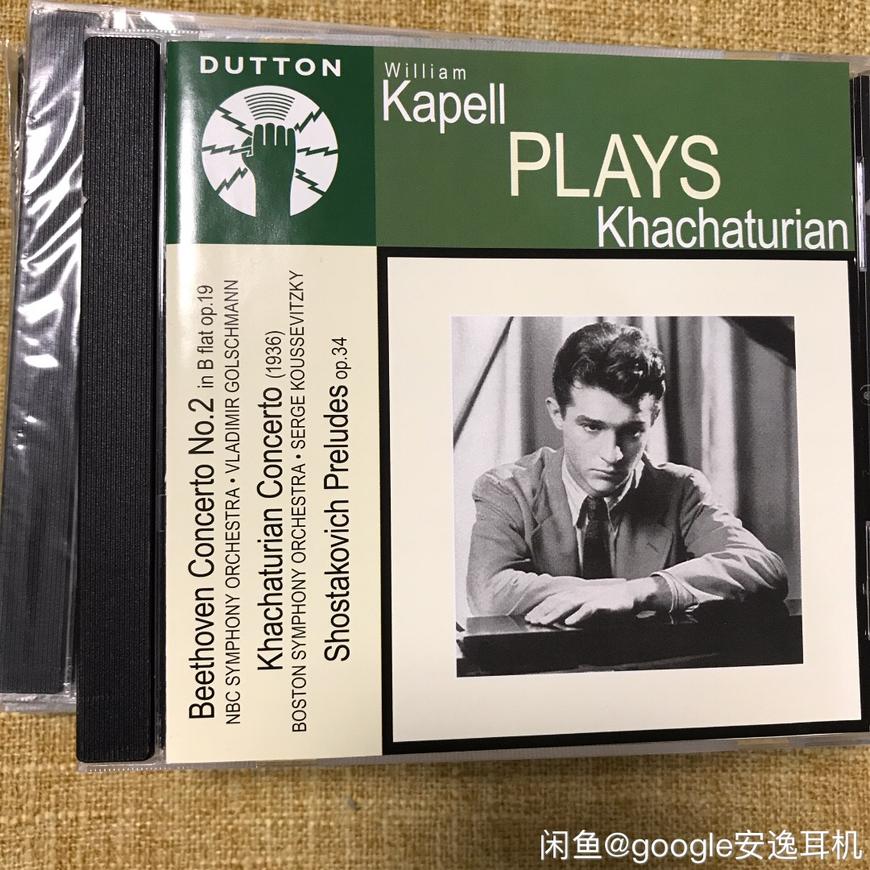 DUTTON
William
Kapell
PLAYS
Khachaturian
Beethoven Concerto No.2 in B flat op.19
NBC SYMPHONY ORCHESTRA • VLADIMIR GOLSCHMANN
Khachaturian Concerto (1936)
BOSTON SYMPHONY ORCHESTRA • SERGE KOUSSEVITZKY
Shostakovich Preludes op.34
闲鱼@google安逸耳机